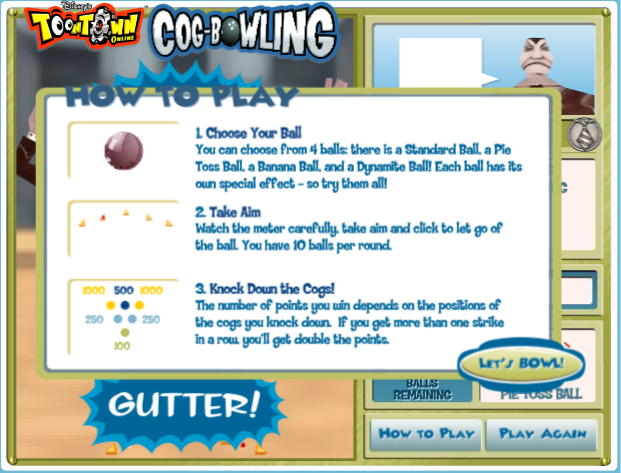 Disney's
TOONTOWN
ONLINE
COG-BOWLING
HOW TO PLAY
1. Choose Your Ball
You can choose from 4 balls: there is a Standard Ball, a Pie
Toss Ball, a Banana Ball, and a Dynamite Ball! Each ball has its
own special effect - so try them all!
2. Take Aim
Watch the meter carefully, take aim and click to let go of
the ball. You have 10 balls per round.
1000 500 1000
250 250
100
3. Knock Down the Cogs!
The number of points you win depends on the positions of
the cogs you knock down. If you get more than one strike
in a row, you'll get double the points.
LET'S BOWL!
BALLS
REMAINING
PIE TOSS BALL
GUTTER!
HOW TO PLAY
PLAY AGAIN